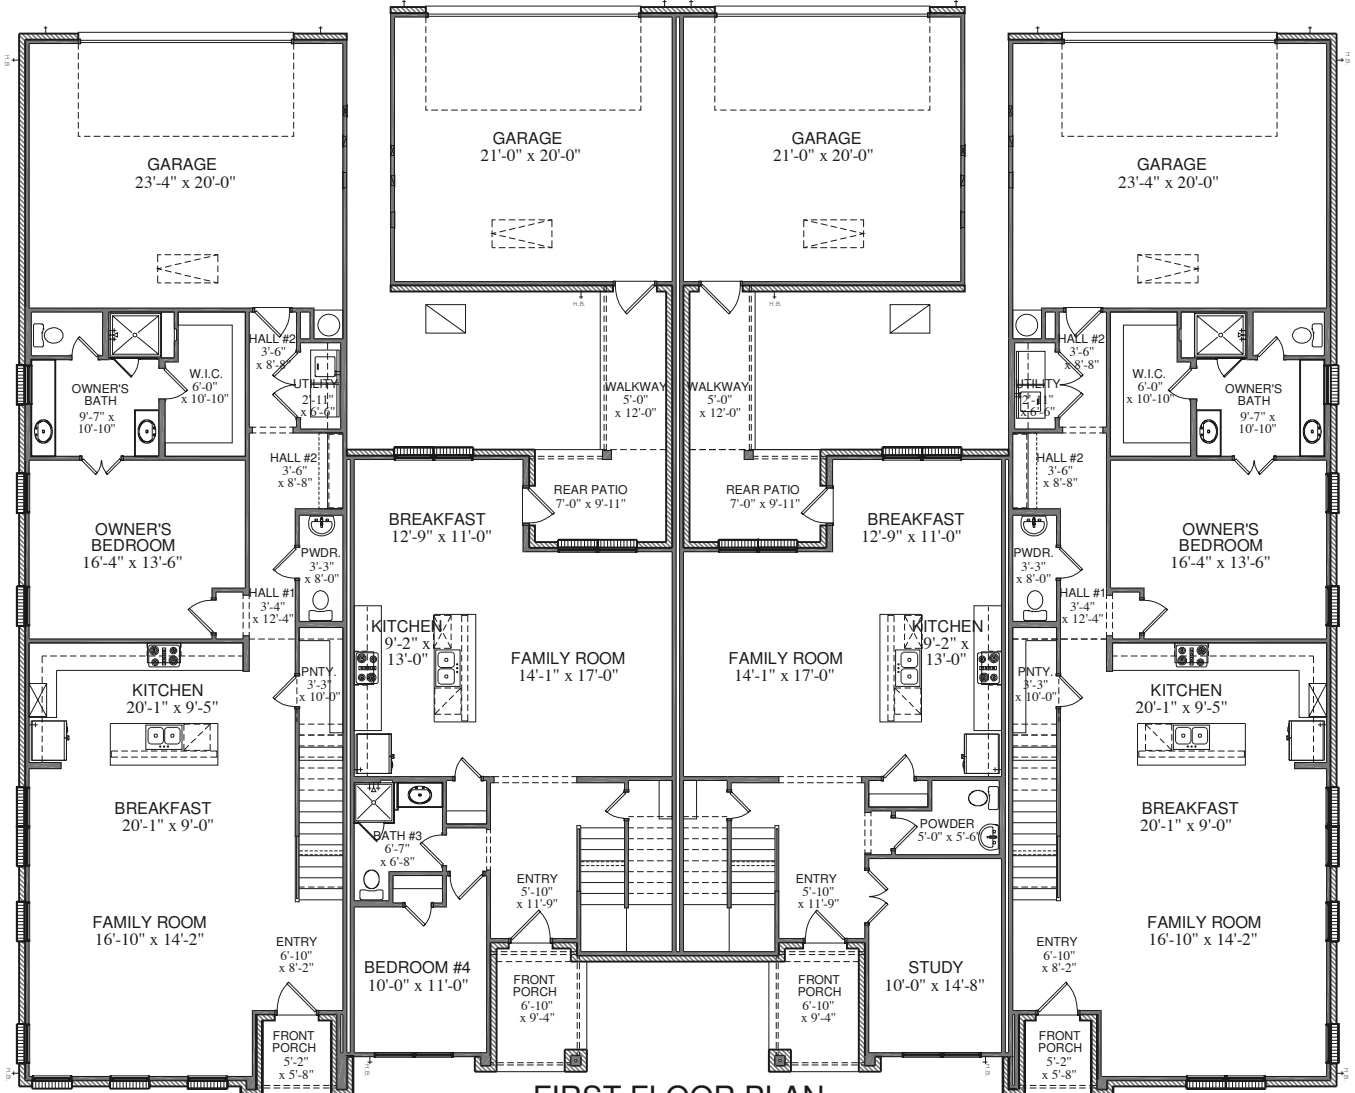 GARAGE
23'-4" x 20'-0"
GARAGE
21'-0" x 20'-0"
GARAGE
21'-0" x 20'-0"
GARAGE
23'-4" x 20'-0"
H.B.
H.B.
H.B.
H.B.
HALL #2
3'-6"
x 8'-8"
W.I.C.
6'-0"
x 10'-10"
OWNER'S
BATH
9'-7" x
10'-10"
UTILITY
2'-11"
x 6'-6"
WALKWAY
5'-0"
x 12'-0"
WALKWAY
5'-0"
x 12'-0"
HALL #2
3'-6"
x 8'-8"
UTILITY
2'-11"
x 6'-6"
W.I.C.
6'-0"
x 10'-10"
OWNER'S
BATH
9'-7" x
10'-10"
HALL #2
3'-6"
x 8'-8"
REAR PATIO
7'-0" x 9'-11"
REAR PATIO
7'-0" x 9'-11"
HALL #2
3'-6"
x 8'-8"
OWNER'S
BEDROOM
16'-4" x 13'-6"
BREAKFAST
12'-9" x 11'-0"
BREAKFAST
12'-9" x 11'-0"
OWNER'S
BEDROOM
16'-4" x 13'-6"
PWDR.
3'-3"
x 8'-0"
PWDR.
3'-3"
x 8'-0"
HALL #1
3'-4"
x 12'-4"
HALL #1
3'-4"
x 12'-4"
KITCHEN
9'-2" x
13'-0"
FAMILY ROOM
14'-1" x 17'-0"
FAMILY ROOM
14'-1" x 17'-0"
KITCHEN
9'-2" x
13'-0"
PNTY.
3'-3"
x 10'-0"
PNTY.
3'-3"
x 10'-0"
KITCHEN
20'-1" x 9'-5"
KITCHEN
20'-1" x 9'-5"
BREAKFAST
20'-1" x 9'-0"
BATH #3
6'-7"
x 6'-8"
POWDER
5'-0" x 5'-6"
BREAKFAST
20'-1" x 9'-0"
ENTRY
5'-10"
x 11'-9"
ENTRY
5'-10"
x 11'-9"
FAMILY ROOM
16'-10" x 14'-2"
FAMILY ROOM
16'-10" x 14'-2"
ENTRY
6'-10"
x 8'-2"
BEDROOM #4
10'-0" x 11'-0"
FRONT
PORCH
6'-10"
x 9'-4"
FRONT
PORCH
6'-10"
x 9'-4"
STUDY
10'-0" x 14'-8"
ENTRY
6'-10"
x 8'-2"
FRONT
PORCH
5'-2"
x 5'-8"
FRONT
PORCH
5'-2"
x 5'-8"
H.B.
H.B.
H.B.
H.B.
FIRST FLOOR PLAN